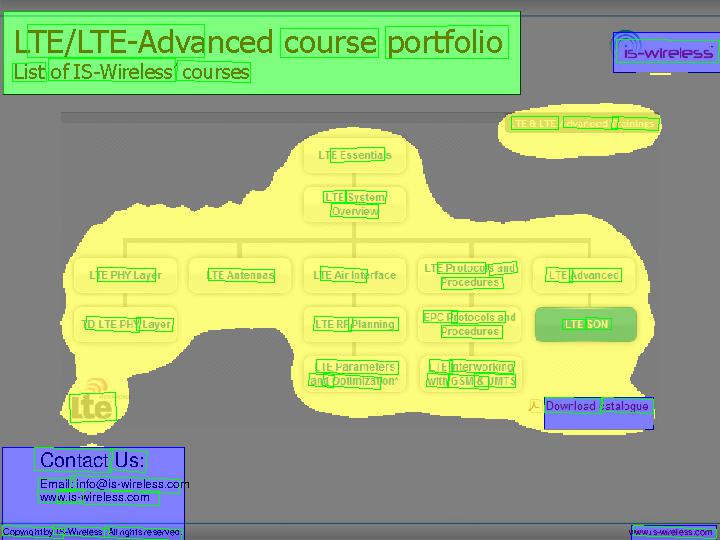 LTE/LTE-Advanced course portfolio
List of IS-Wireless' courses
is-wireless
LTE & LTE Advanced Trainings
LTE Essentials
LTE System
Overview
LTE PHY Layer
LTE Antennas
LTE Air Interface
LTE Protocols and
Procedures
LTE Advanced
TD LTE PHY Layer
LTE RF Planning
EPC Protocols and
Procedures
LTE SON
LTE Parameters
and Optimization*
LTE Interworking
with GSM & UMTS
lte
Download catalogue
Contact Us:
Email: info@is-wireless.com
www.is-wireless.com
Copyright by IS-Wireless. All rights reserved.
www.is-wireless.com